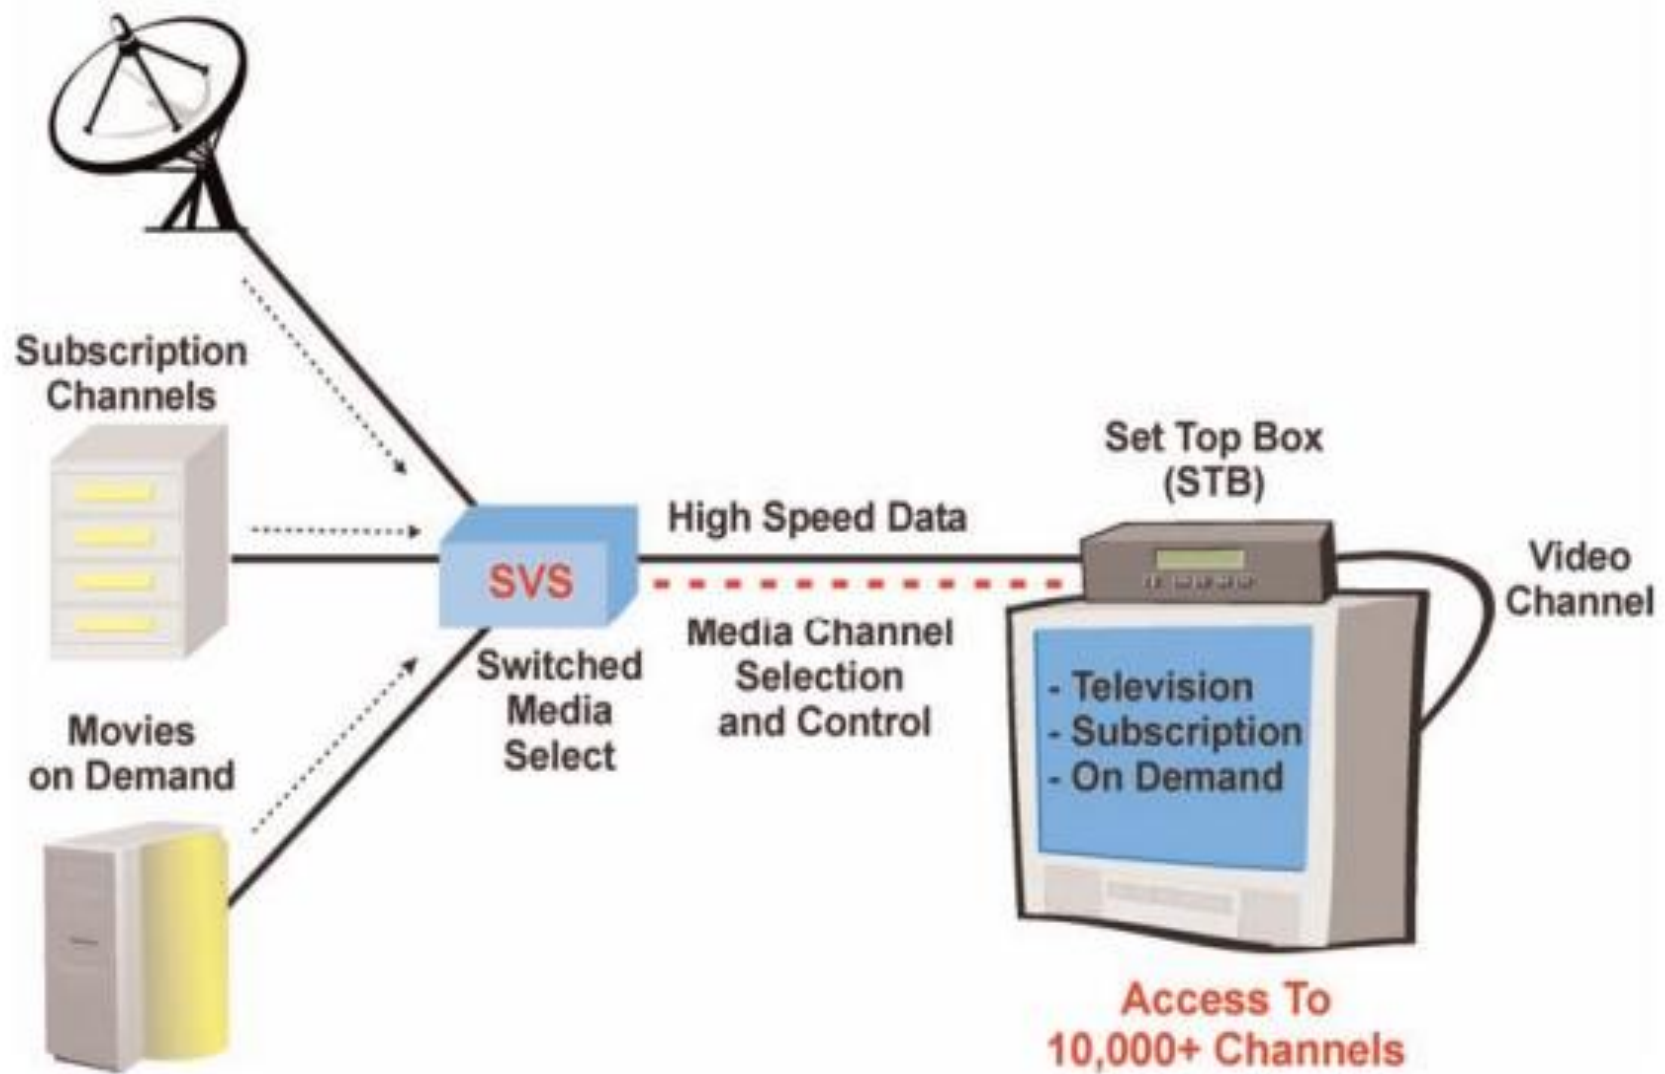 Subscription
Channels
Movies
on Demand
SVS
Switched
Media
Select
High Speed Data
Media Channel
Selection
and Control
Set Top Box
(STB)
Video
Channel
- Television
- Subscription
- On Demand
Access To
10,000+ Channels